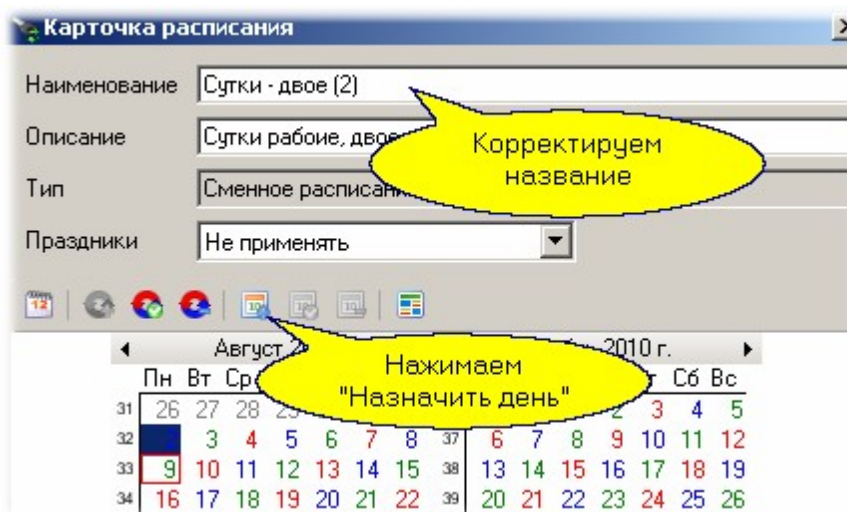 Карточка расписания
Наименование Сутки - двое (2)
Описание Сутки рабоие, двое
Корректируем
название
Тип Сменное расписани
Праздники Не применять
Август 2010 г.
Нажимаем
"Назначить день"
Пн Вт Ср Сб Вс
31 26 27 28 29 2 3 4 5
32 2 3 4 5 6 7 8 37 6 7 8 9 10 11 12
33 9 10 11 12 13 14 15 38 13 14 15 16 17 18 19
34 16 17 18 19 20 21 22 39 20 21 22 23 24 25 26